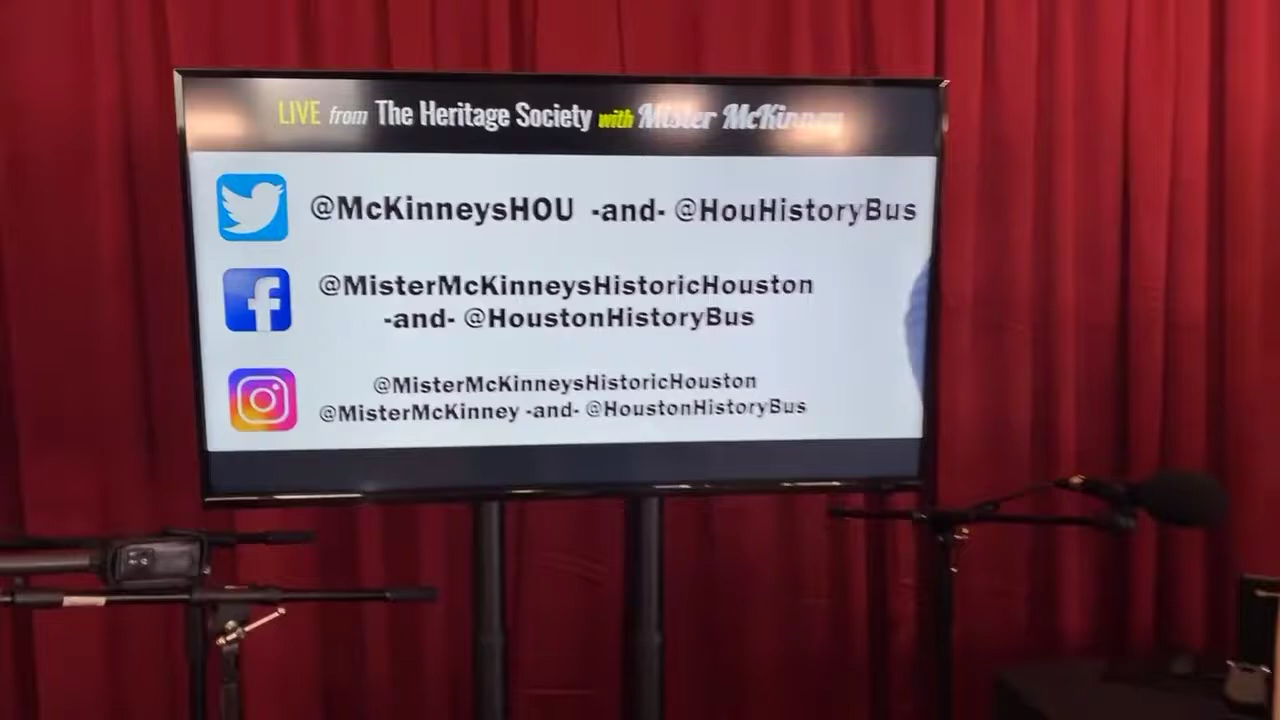 LIVE from The Heritage Society with Mister McKinney
@McKinneysHOU -and- @HouHistoryBus
@MisterMcKinneysHistoricHouston
-and- @HoustonHistoryBus
@MisterMcKinneysHistoricHouston
@MisterMcKinney -and- @HoustonHistoryBus